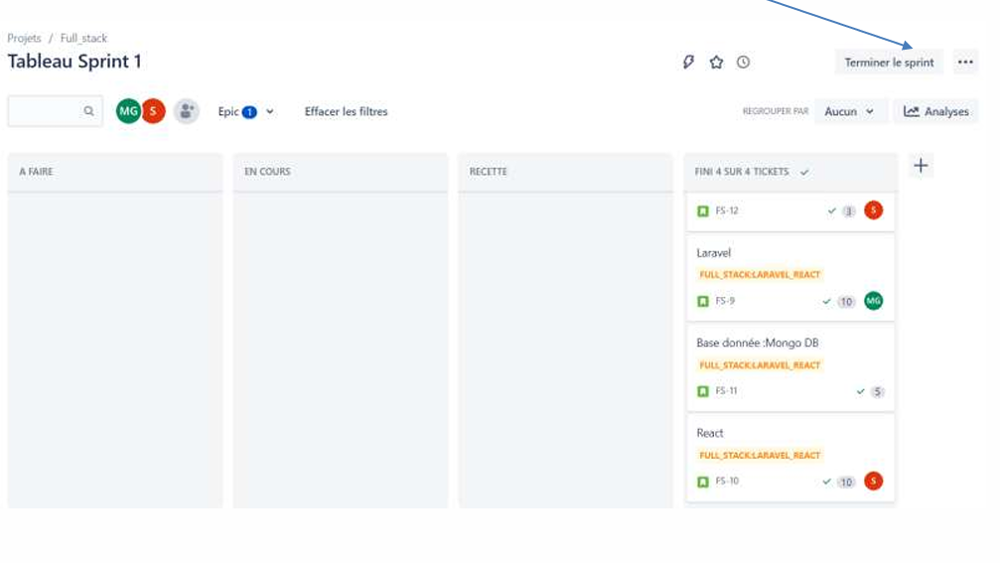 Projets / Full_stack
Tableau Sprint 1
Terminer le sprint
MG S
Epic 1
Effacer les filtres
REGROUPER PAR
Aucun
Analyses
A FAIRE
EN COURS
RECETTE
FINI 4 SUR 4 TICKETS
FS-12 3 S
Laravel
FULL_STACK:LARAVEL_REACT
FS-9 10 MG
Base donnée :Mongo DB
FULL_STACK:LARAVEL_REACT
FS-11 5
React
FULL_STACK:LARAVEL_REACT
FS-10 10 S